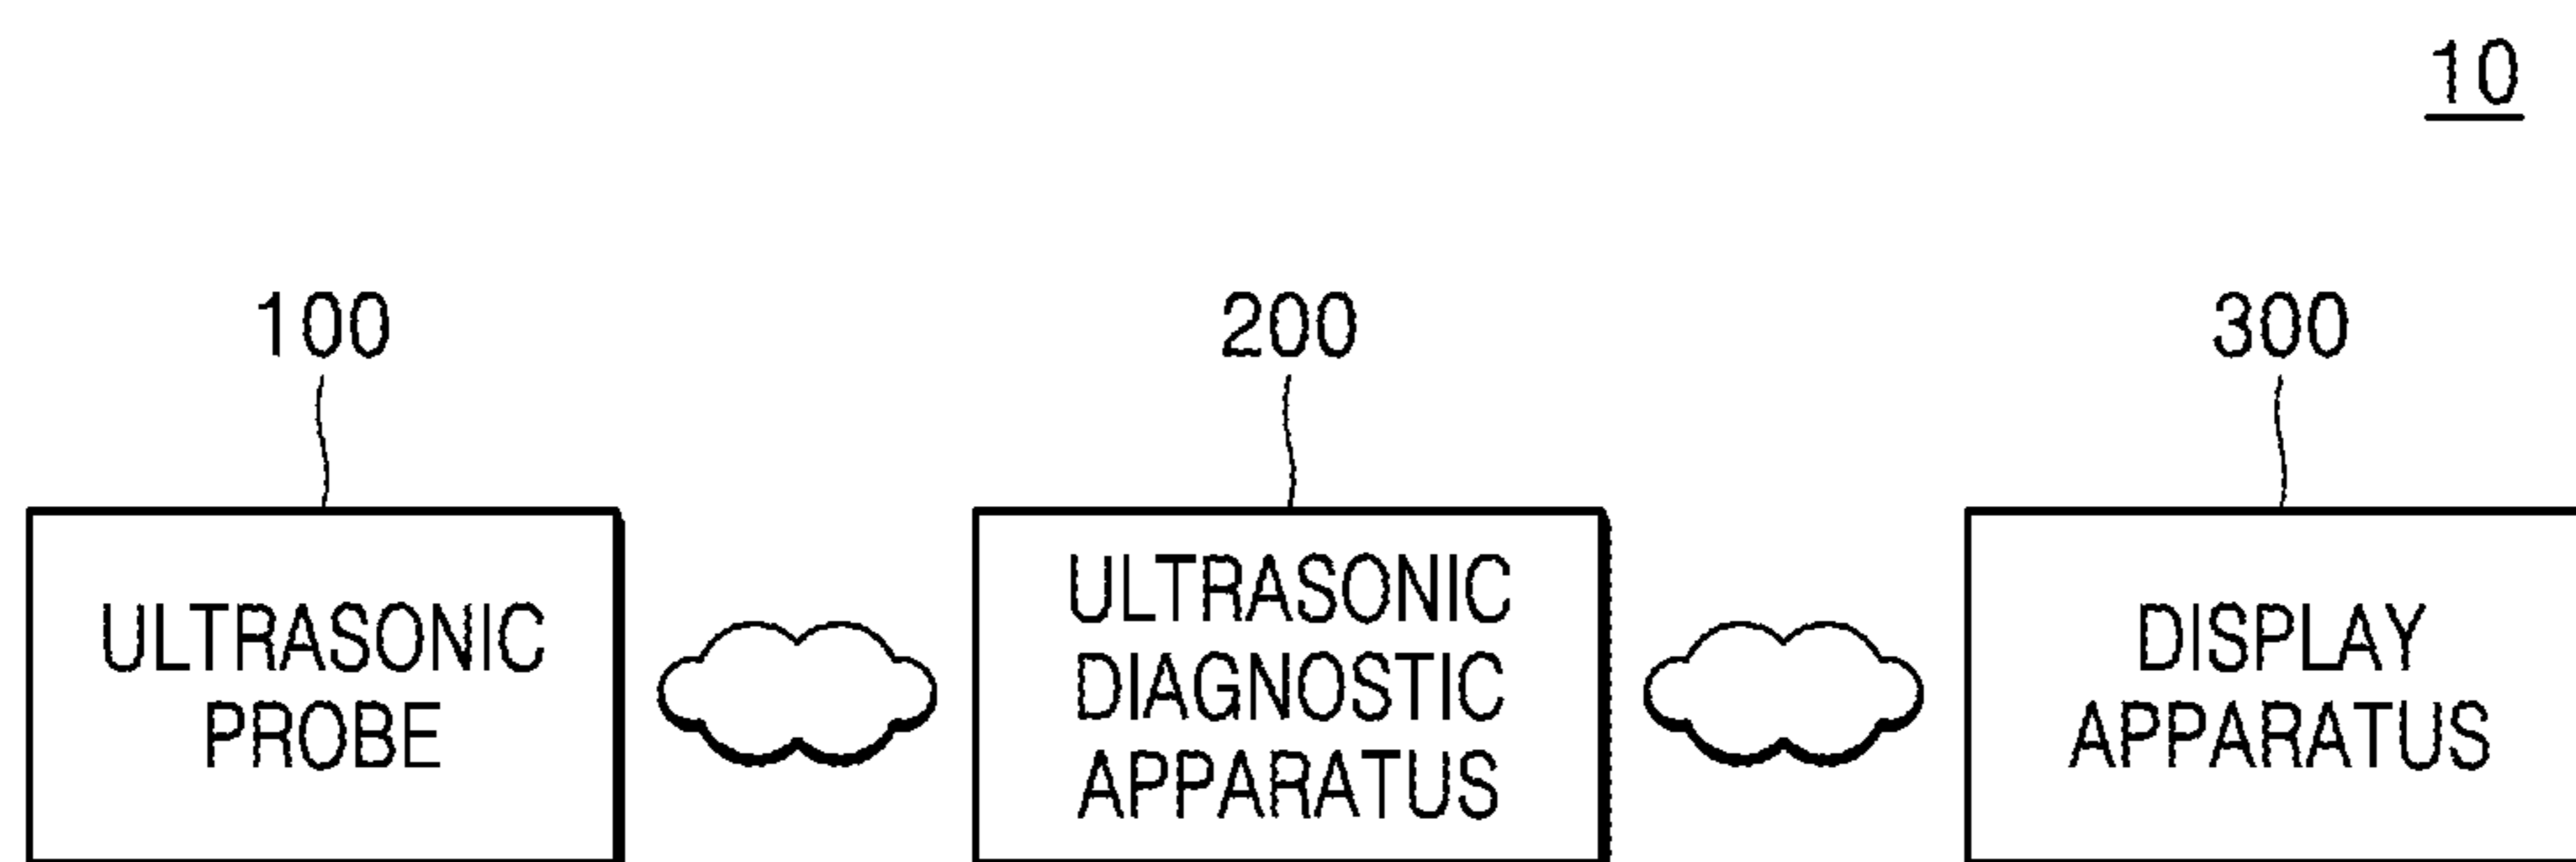 10
100
200
300
ULTRASONIC
PROBE
ULTRASONIC
DIAGNOSTIC
APPARATUS
DISPLAY
APPARATUS